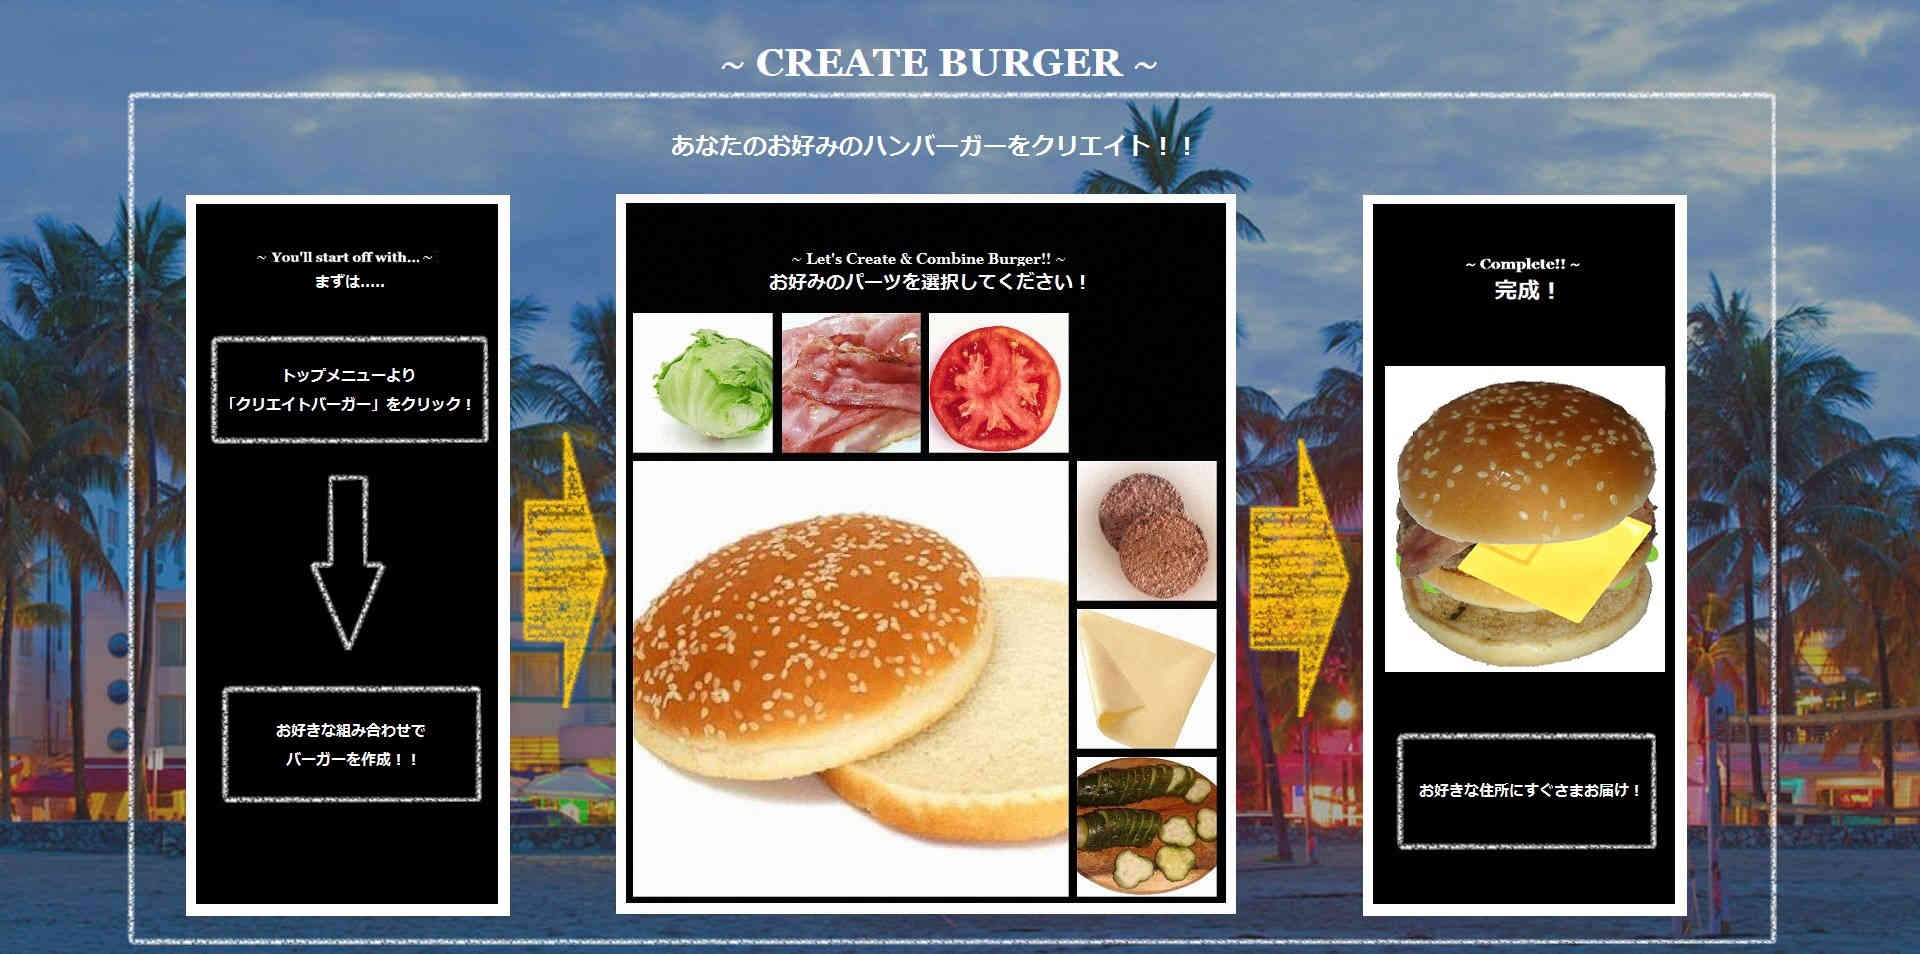 ~ CREATE BURGER ~
あなたのお好みのハンバーガーをクリエイト！！
~ You'll start off with... ~
まずは.....
トップメニューより
「クリエイトバーガー」をクリック！
お好きな組み合わせで
バーガーを作成！！
~ Let's Create & Combine Burger!! ~
お好みのパーツを選択してください！
~ Complete!! ~
完成！
お好きな住所にすぐさまお届け！